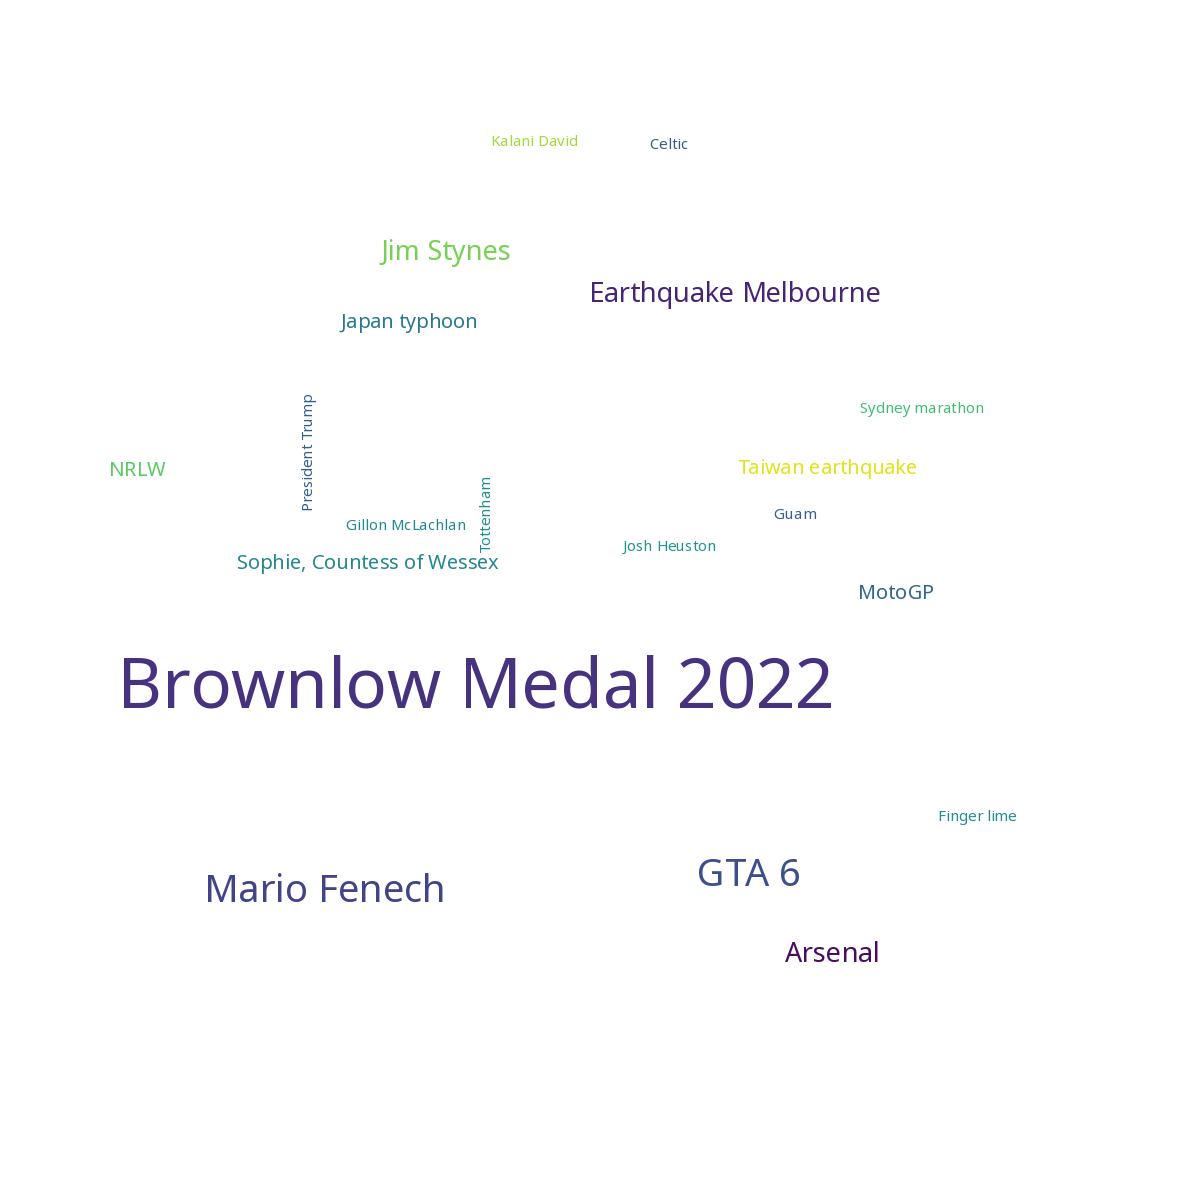 Kalani David
Celtic
Jim Stynes
Earthquake Melbourne
Japan typhoon
President Trump
Sydney marathon
NRLW
Taiwan earthquake
Tottenham
Guam
Gillon McLachlan
Josh Heuston
Sophie, Countess of Wessex
MotoGP
Brownlow Medal 2022
Finger lime
GTA 6
Mario Fenech
Arsenal